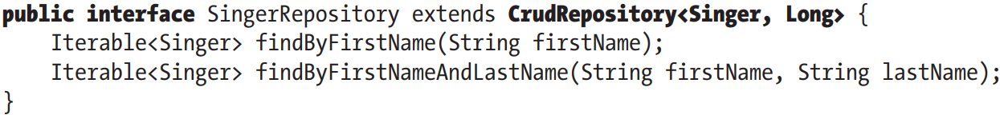 public interface SingerRepository extends CrudRepository<Singer, Long> {
    Iterable<Singer> findByFirstName(String firstName);
    Iterable<Singer> findByFirstNameAndLastName(String firstName, String lastName);
}